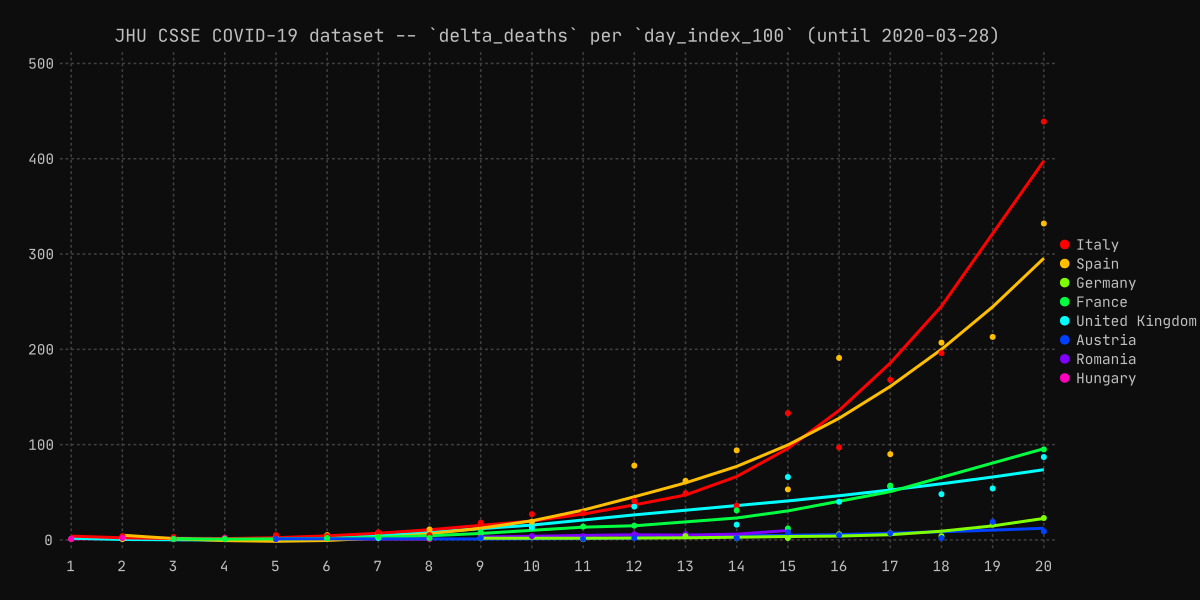 JHU CSSE COVID-19 dataset -- `delta_deaths` per `day_index_100` (until 2020-03-28)
500
400
300
200
100
0
Italy
Spain
Germany
France
United Kingdom
Austria
Romania
Hungary
1 2 3 4 5 6 7 8 9 10 11 12 13 14 15 16 17 18 19 20